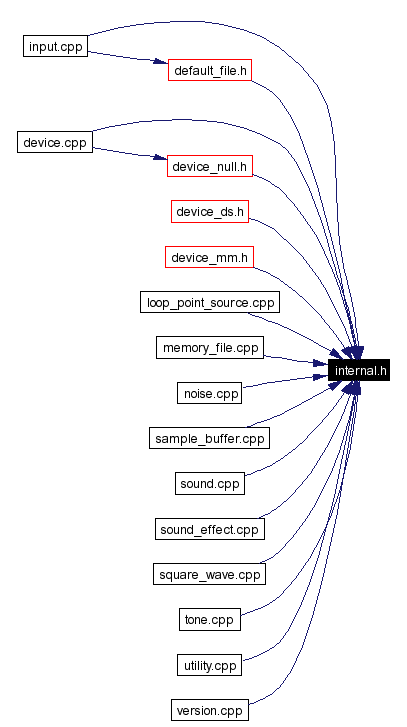 input.cpp
default_file.h
device.cpp
device_null.h
device_ds.h
device_mm.h
loop_point_source.cpp
memory_file.cpp
internal.h
noise.cpp
sample_buffer.cpp
sound.cpp
sound_effect.cpp
square_wave.cpp
tone.cpp
utility.cpp
version.cpp